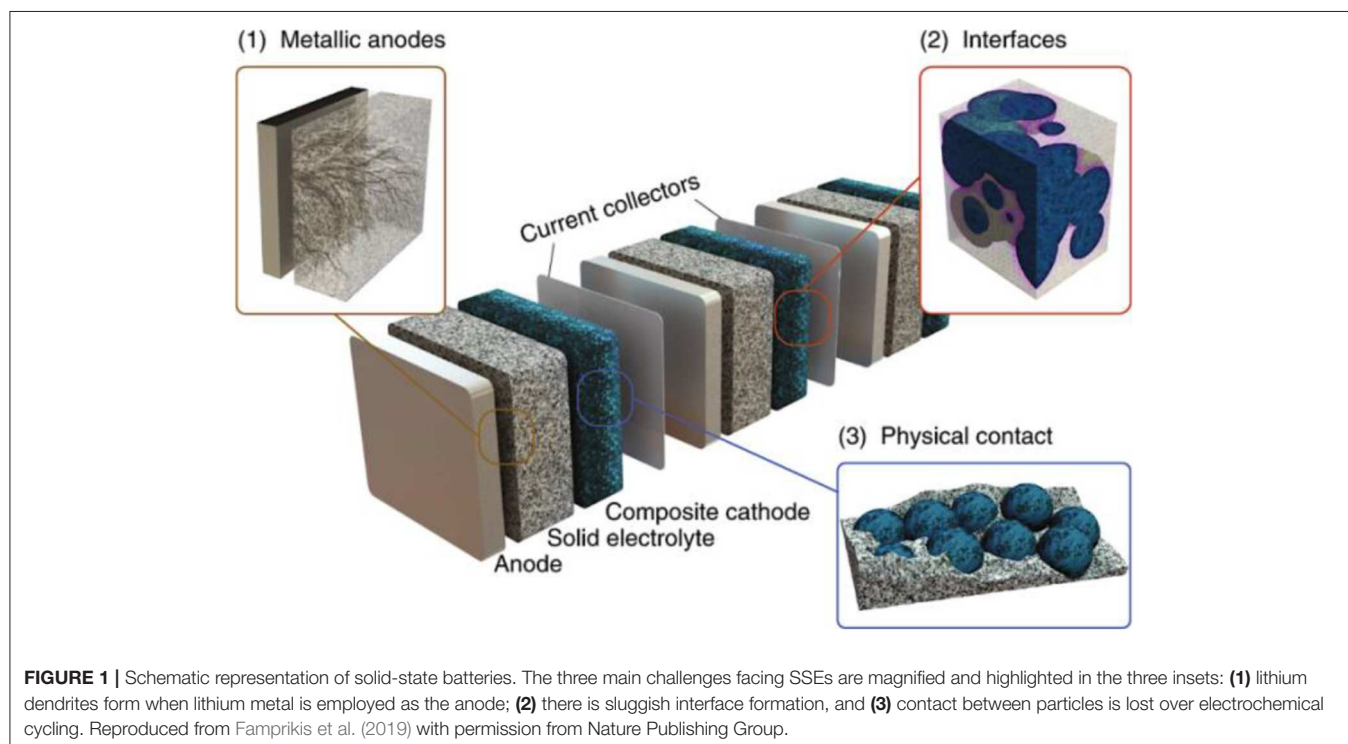 (1) Metallic anodes
(2) Interfaces
Current collectors
(3) Physical contact
Composite cathode
Solid electrolyte
Anode
FIGURE 1 | Schematic representation of solid-state batteries. The three main challenges facing SSEs are magnified and highlighted in the three insets: (1) lithium
dendrites form when lithium metal is employed as the anode; (2) there is sluggish interface formation, and (3) contact between particles is lost over electrochemical
cycling. Reproduced from Famprikis et al. (2019) with permission from Nature Publishing Group.